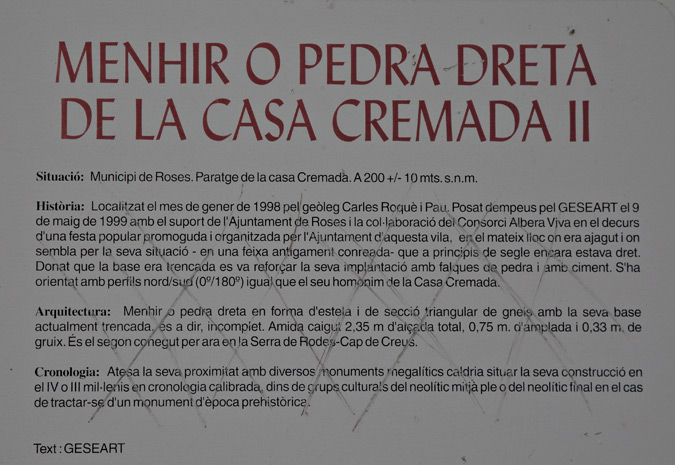 MENHIR O PEDRA DRETA
DE LA CASA CREMADA II
Situació: Municipi de Roses. Paratge de la casa Cremada. A 200 +/- 10 mts. s.n.m.
Història: Localitzat el mes de gener de 1998 pel geòleg Carles Roquè i Pau. Posat dempeus pel GESEART el 9
de maig de 1999 amb el suport de l'Ajuntament de Roses i la col·laboració del Consorci Albera Viva en el decurs
d'una festa popular promoguda i organitzada per l'Ajuntament d'aquesta vila, en el mateix lloc on era ajagut i on
sembla per la seva situació - en una feixa antigament conreada- que a principis de segle encara estava dret.
Donat que la base era trencada es va reforçar la seva implantació amb falques de pedra i amb ciment. S'ha
orientat amb perfils nord/sud (0º/180º) igual que el seu homònim de la Casa Cremada.
Arquitectura: Menhir o pedra dreta en forma d'estela i de secció triangular de gneis amb la seva base
actualment trencada, és a dir, incomplet. Amida caigut 2,35 m d'alçada total, 0,75 m. d'amplada i 0,33 m. de
gruix. És el segon conegut per ara en la Serra de Rodes-Cap de Creus.
Cronologia: Atesa la seva proximitat amb diversos monuments megalítics caldria situar la seva construcció en
el IV o III mil·lenis en cronologia calibrada, dins de grups culturals del neolític mitjà ple o del neolític final en el cas
de tractar-se d'un monument d'època prehistòrica.
Text : GESEART